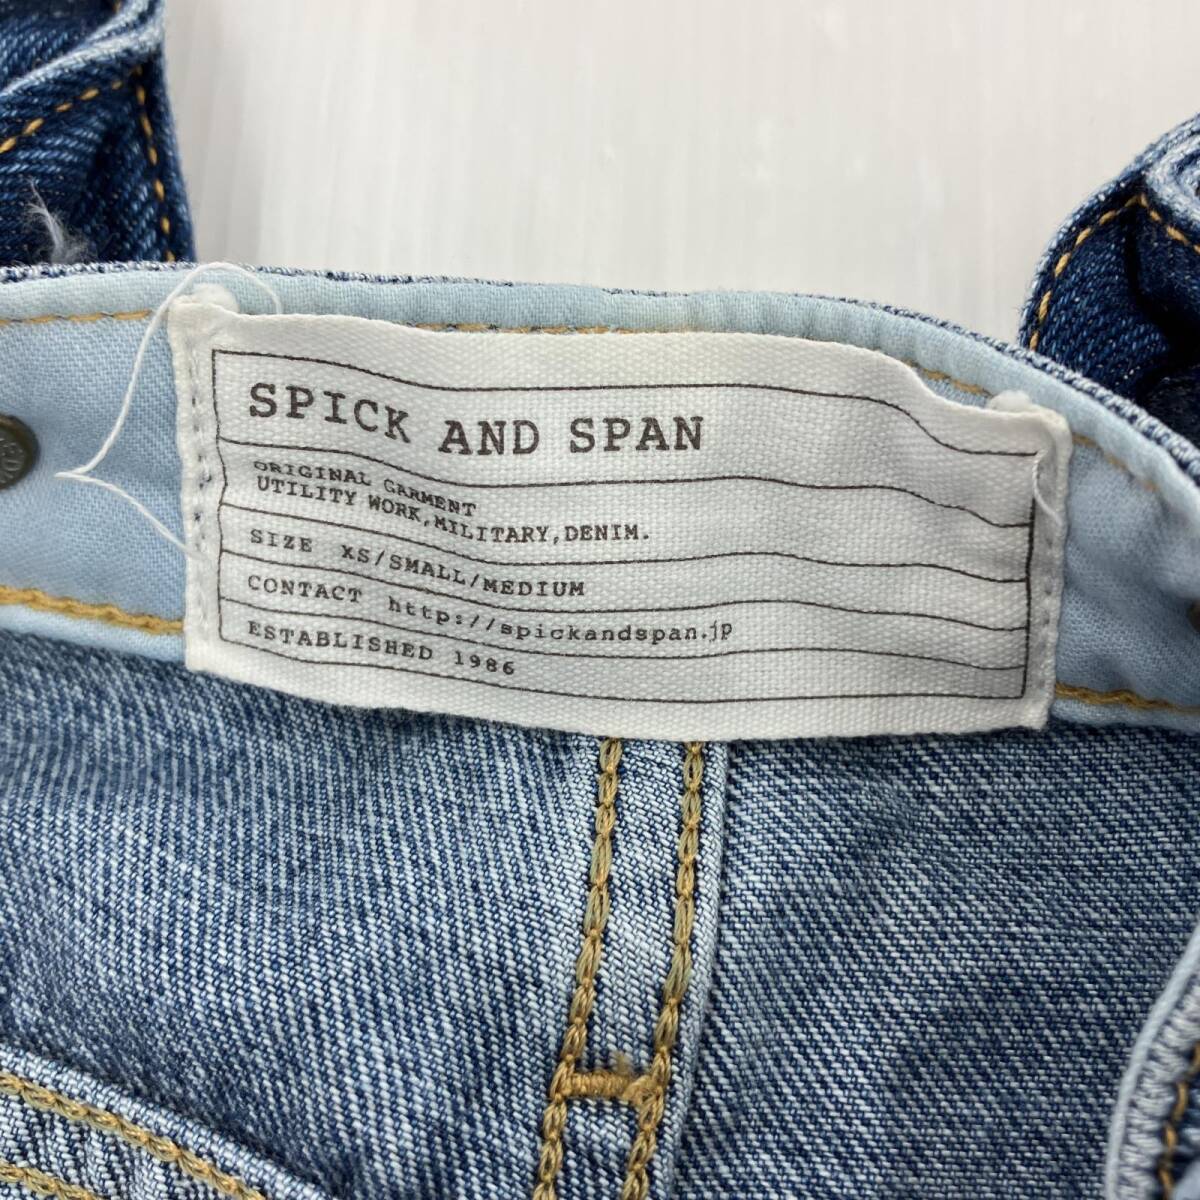 SPICK AND SPAN
ORIGINAL GARMENT
UTILITY WORK,MILITARY,DENIM.
SIZE XS/SMALL/MEDIUM
CONTACT http://spickandspan.jp
ESTABLISHED 1986